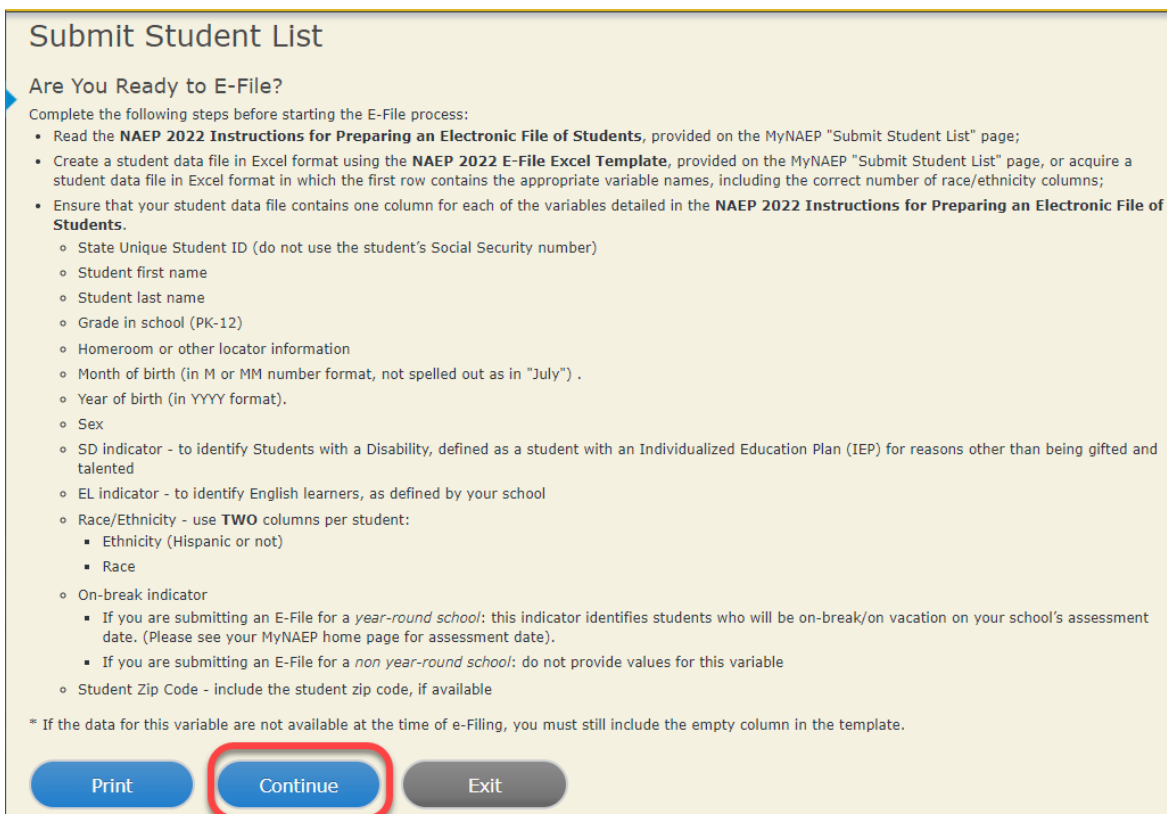 Submit Student List
Are You Ready to E-File?
Complete the following steps before starting the E-File process:
• Read the NAEP 2022 Instructions for Preparing an Electronic File of Students, provided on the MyNAEP "Submit Student List" page;
• Create a student data file in Excel format using the NAEP 2022 E-File Excel Template, provided on the MyNAEP "Submit Student List" page, or acquire a
student data file in Excel format in which the first row contains the appropriate variable names, including the correct number of race/ethnicity columns;
• Ensure that your student data file contains one column for each of the variables detailed in the NAEP 2022 Instructions for Preparing an Electronic File of
Students.
◦ State Unique Student ID (do not use the student's Social Security number)
◦ Student first name
◦ Student last name
◦ Grade in school (PK-12)
◦ Homeroom or other locator information
◦ Month of birth (in M or MM number format, not spelled out as in "July") .
◦ Year of birth (in YYYY format).
◦ Sex
◦ SD indicator - to identify Students with a Disability, defined as a student with an Individualized Education Plan (IEP) for reasons other than being gifted and
talented
◦ EL indicator - to identify English learners, as defined by your school
◦ Race/Ethnicity - use TWO columns per student:
▪ Ethnicity (Hispanic or not)
▪ Race
◦ On-break indicator
▪ If you are submitting an E-File for a year-round school: this indicator identifies students who will be on-break/on vacation on your school's assessment
date. (Please see your MyNAEP home page for assessment date).
▪ If you are submitting an E-File for a non year-round school: do not provide values for this variable
◦ Student Zip Code - include the student zip code, if available
* If the data for this variable are not available at the time of e-Filing, you must still include the empty column in the template.
Print Continue Exit